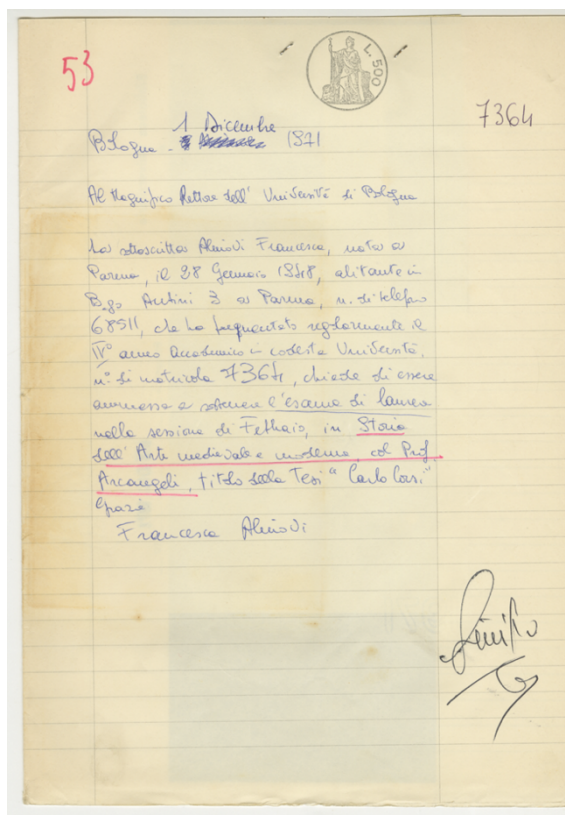 53
L. 500
7364
1 Dicembre
Bologna - 1971
Al Magnifico Rettore dell' Università di Bologna
La sottoscritta Alinovi Francesca, nata a
Parma, il 28 Gennaio 1948, abitante in
B.go Antini 3 a Parma, n. di telefono
68511, che ha frequentato regolarmente il
IV° anno accademico in codesta Università,
n° di matricola 7364, chiede di essere
ammessa a sostenere l'esame di laurea
nella sessione di Febbraio, in Storia
dell' Arte medievale e moderna, col Prof.
Arcangeli, titolo della Tesi "Carlo Corsi"
Grazie
Francesca Alinovi